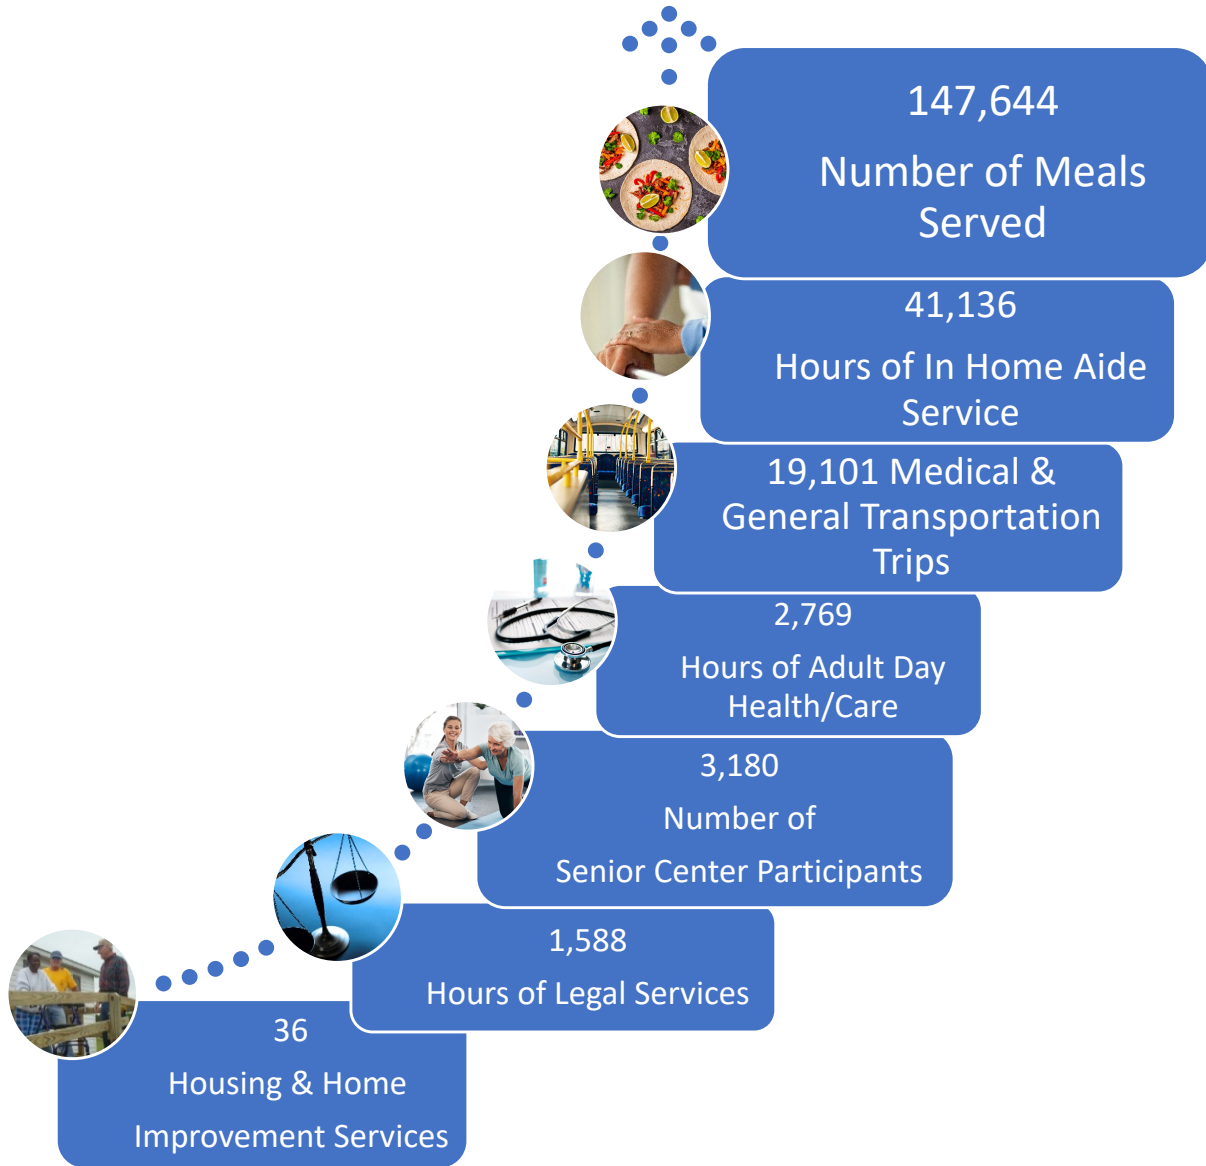 147,644
Number of Meals
Served
41,136
Hours of In Home Aide
Service
19,101 Medical &
General Transportation
Trips
2,769
Hours of Adult Day
Health/Care
3,180
Number of
Senior Center Participants
1,588
Hours of Legal Services
36
Housing & Home
Improvement Services